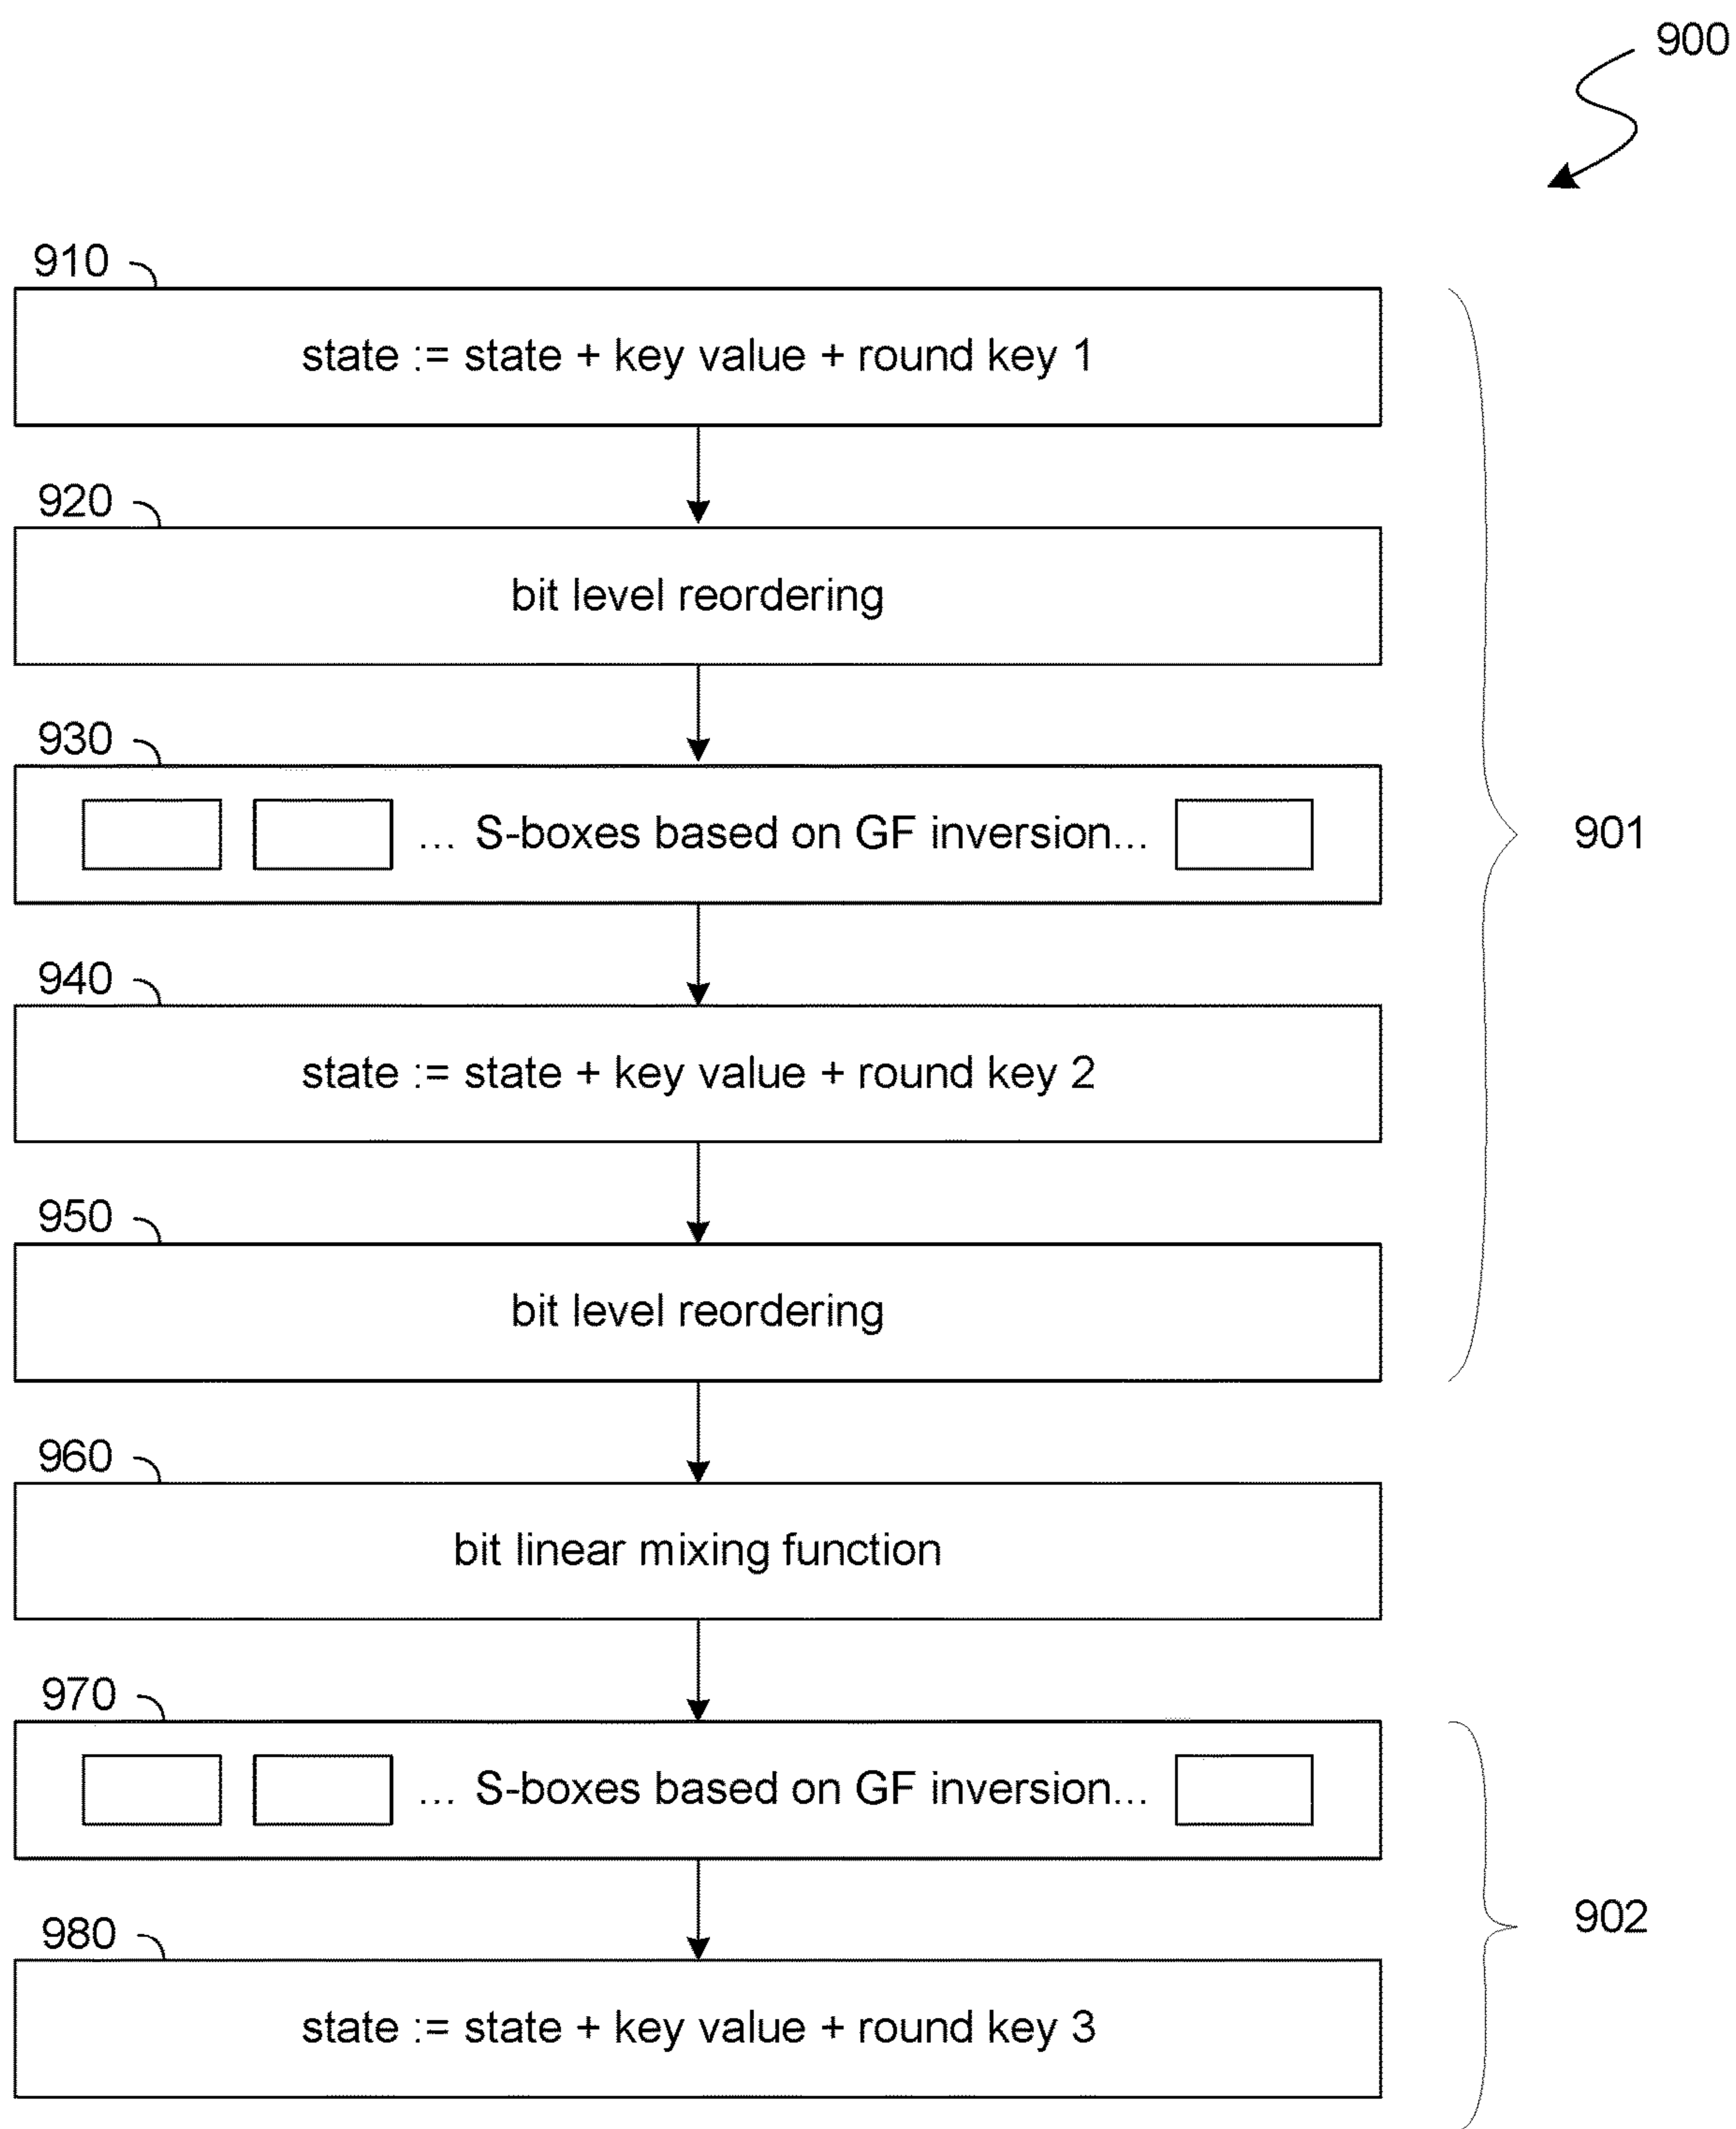 900
910
state := state + key value + round key 1
920
bit level reordering
930
... S-boxes based on GF inversion...
901
940
state := state + key value + round key 2
950
bit level reordering
960
bit linear mixing function
970
... S-boxes based on GF inversion...
902
980
state := state + key value + round key 3